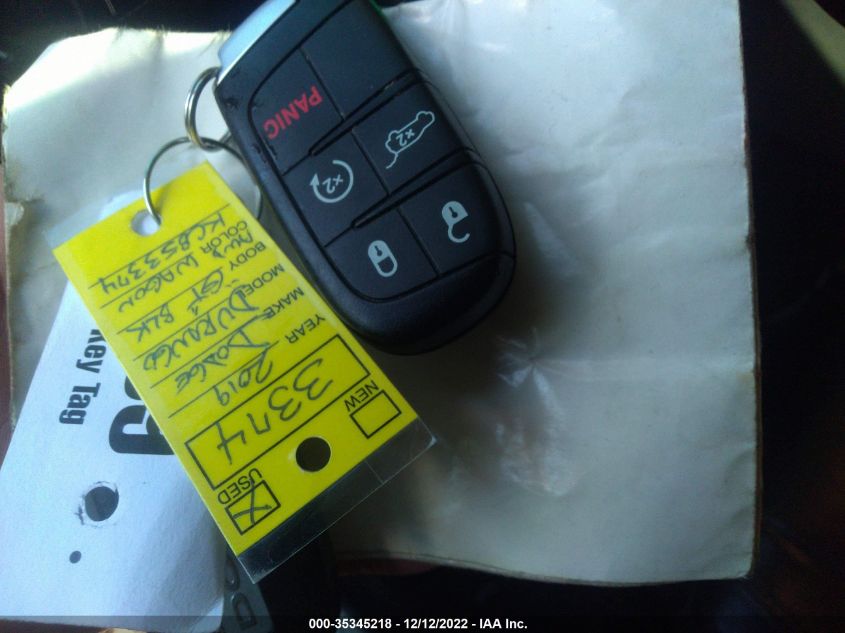 PANIC
x2
x2
NEW
USED
3374
YEAR 2019
MAKE DODGE
MODEL DURANGO
BODY "GT" BLK
COLOR WAGON
KC853374
Key Tag
000-35345218 - 12/12/2022 - IAA Inc.